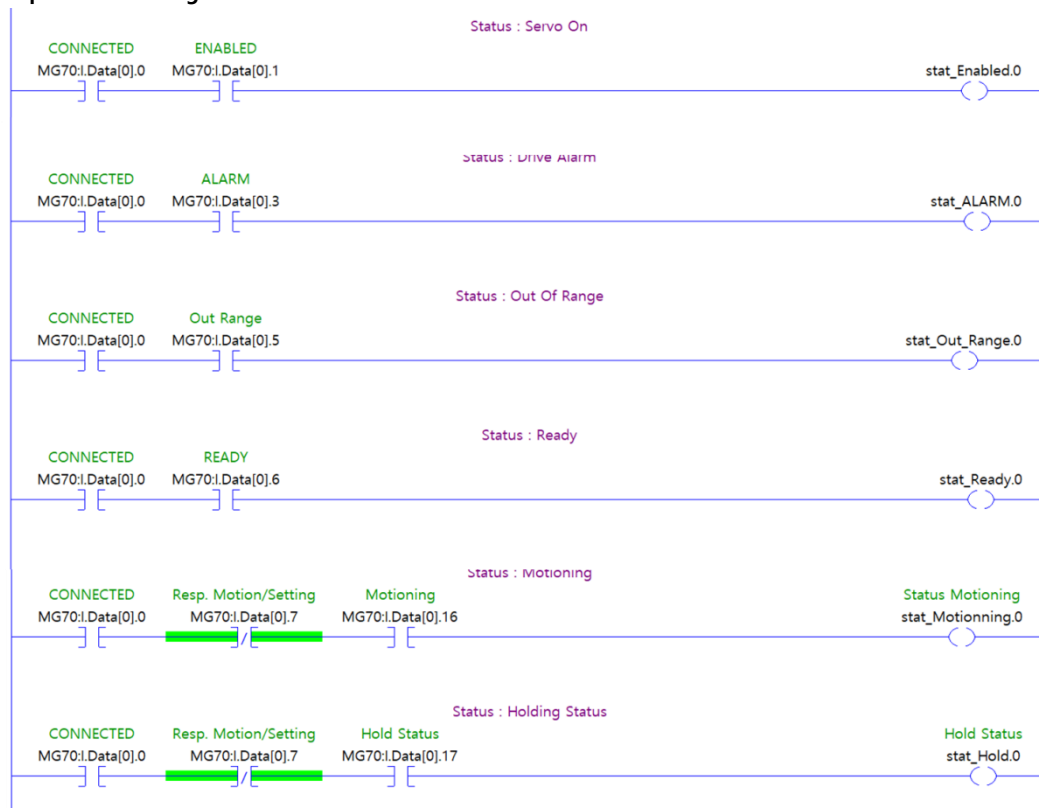 Status : Servo On
CONNECTED ENABLED
MG70:I.Data[0].0 MG70:I.Data[0].1 stat_Enabled.0
Status : Drive Alarm
CONNECTED ALARM
MG70:I.Data[0].0 MG70:I.Data[0].3 stat_ALARM.0
Status : Out Of Range
CONNECTED Out Range
MG70:I.Data[0].0 MG70:I.Data[0].5 stat_Out_Range.0
Status : Ready
CONNECTED READY
MG70:I.Data[0].0 MG70:I.Data[0].6 stat_Ready.0
Status : Motioning
CONNECTED Resp. Motion/Setting Motioning Status Motioning
MG70:I.Data[0].0 MG70:I.Data[0].7 MG70:I.Data[0].16 stat_Motionning.0
Status : Holding Status
CONNECTED Resp. Motion/Setting Hold Status Hold Status
MG70:I.Data[0].0 MG70:I.Data[0].7 MG70:I.Data[0].17 stat_Hold.0